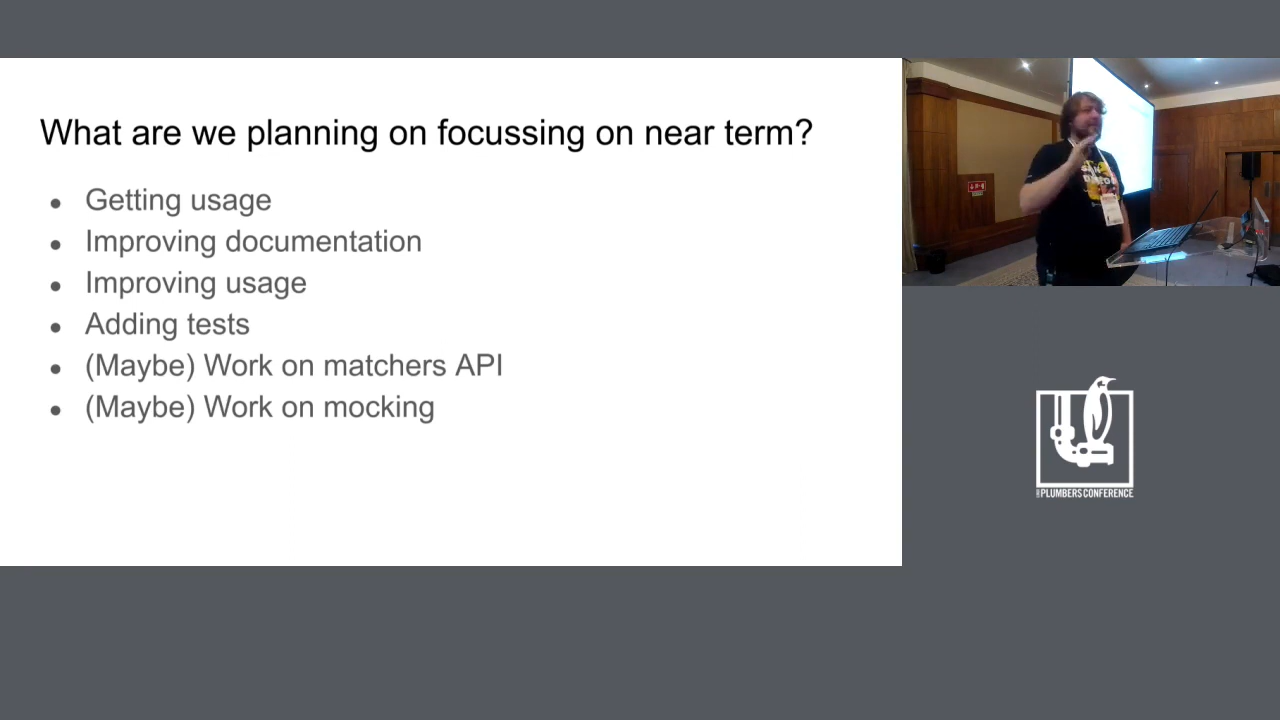 What are we planning on focussing on near term?
● Getting usage
● Improving documentation
● Improving usage
● Adding tests
● (Maybe) Work on matchers API
● (Maybe) Work on mocking
PLUMBERS CONFERENCE